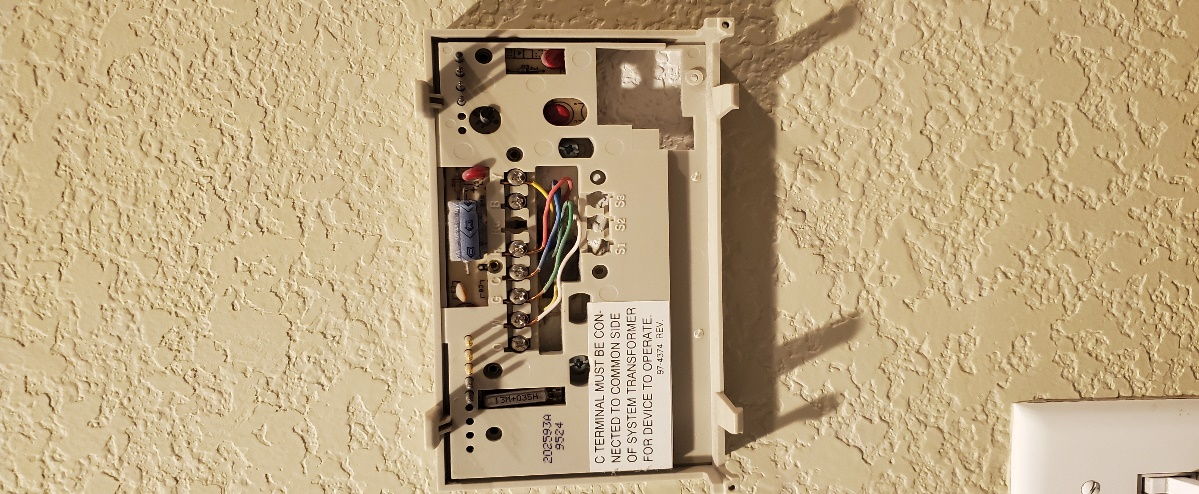 C TERMINAL MUST BE CON-
NECTED TO COMMON SIDE
OF SYSTEM TRANSFORMER
FOR DEVICE TO OPERATE.
97-4374 REV.
202593A
9524
S1 S2 S3